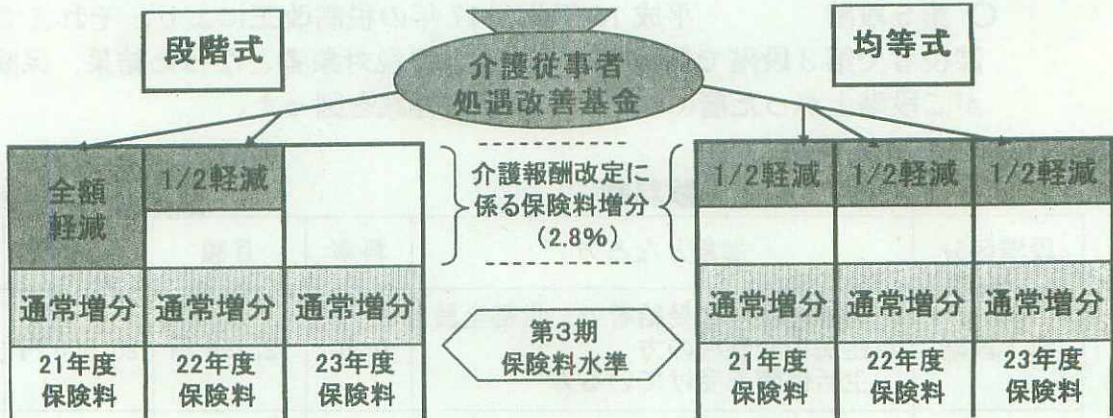 段階式
介護従事者
処遇改善基金
均等式
全額
軽減
1/2軽減
介護報酬改定に
係る保険料増分
(2.8%)
1/2軽減
1/2軽減
1/2軽減
通常増分
通常増分
通常増分
通常増分
通常増分
通常増分
第3期
保険料水準
21年度
保険料
22年度
保険料
23年度
保険料
21年度
保険料
22年度
保険料
23年度
保険料